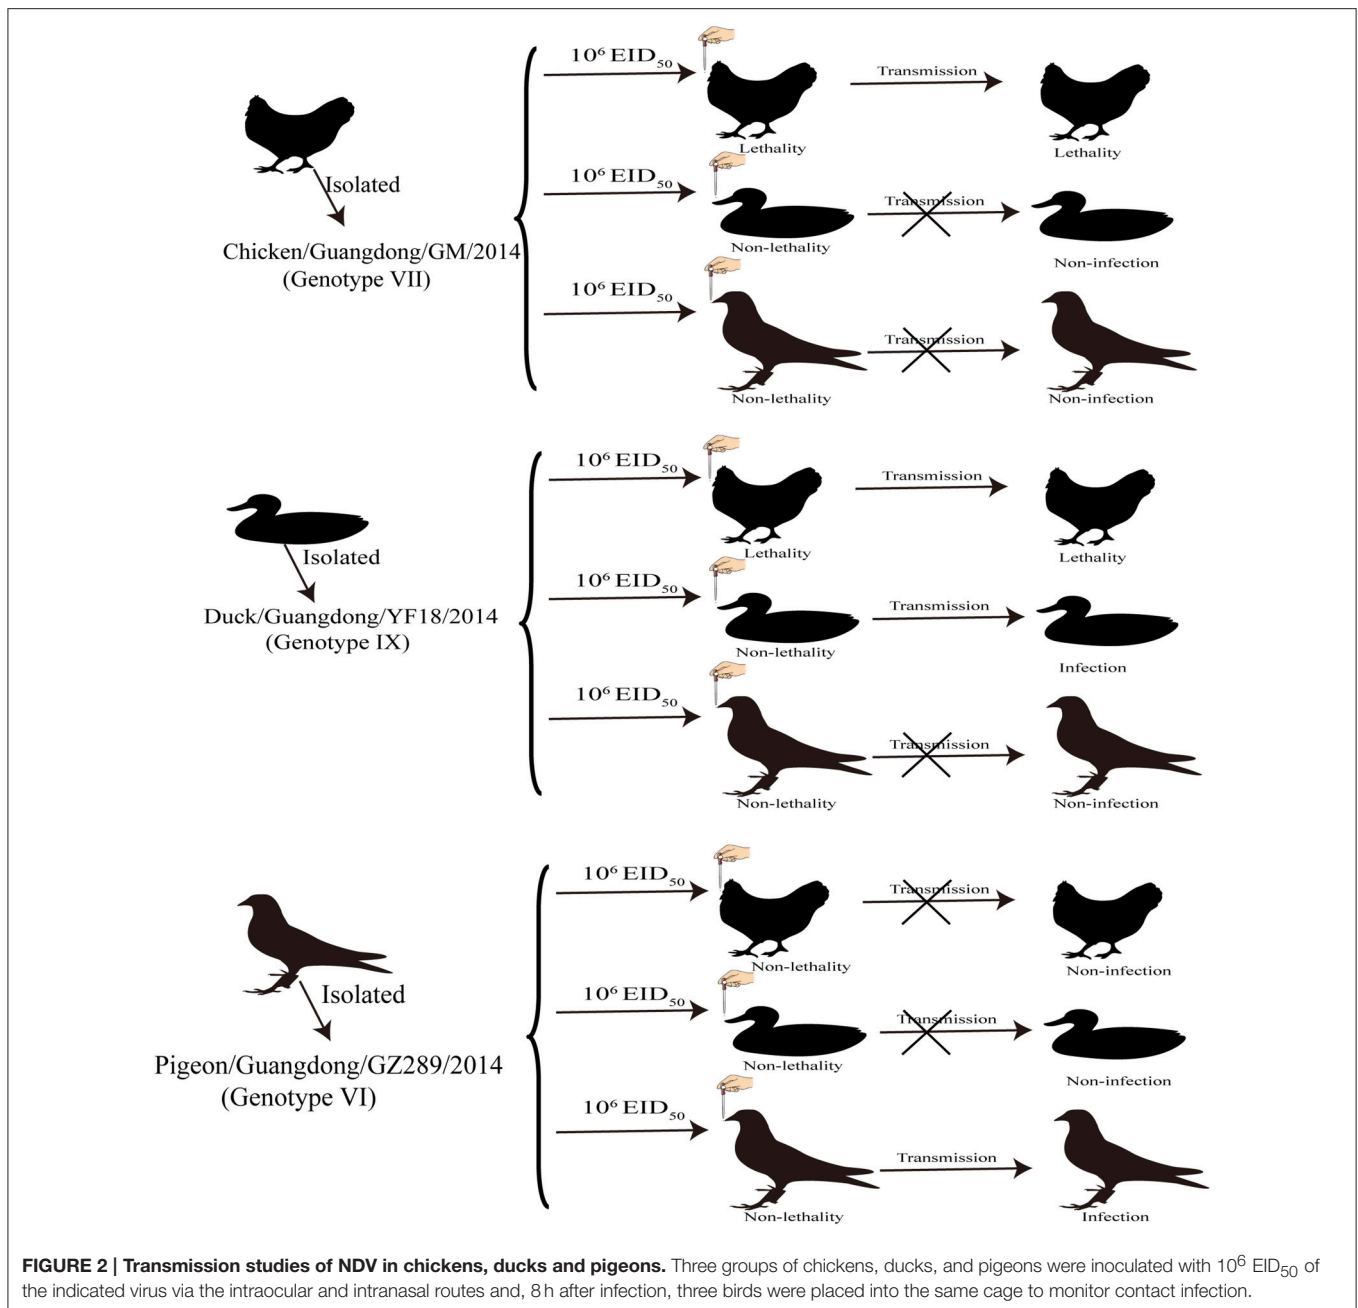 10⁶ EID₅₀
Transmission
Lethality
Lethality
Isolated
Chicken/Guangdong/GM/2014
(Genotype VII)
10⁶ EID₅₀
Transmission
Non-lethality
Non-infection
10⁶ EID₅₀
Transmission
Non-lethality
Non-infection
10⁶ EID₅₀
Transmission
Lethality
Lethality
Isolated
Duck/Guangdong/YF18/2014
(Genotype IX)
10⁶ EID₅₀
Transmission
Non-lethality
Infection
10⁶ EID₅₀
Transmission
Non-lethality
Non-infection
10⁶ EID₅₀
Transmission
Non-lethality
Non-infection
Isolated
Pigeon/Guangdong/GZ289/2014
(Genotype VI)
10⁶ EID₅₀
Transmission
Non-lethality
Non-infection
10⁶ EID₅₀
Transmission
Non-lethality
Infection
FIGURE 2 | Transmission studies of NDV in chickens, ducks and pigeons. Three groups of chickens, ducks, and pigeons were inoculated with 10⁶ EID₅₀ of
the indicated virus via the intraocular and intranasal routes and, 8 h after infection, three birds were placed into the same cage to monitor contact infection.